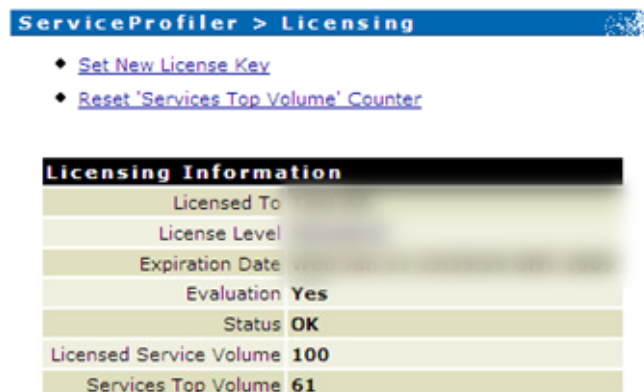 ServiceProfiler > Licensing
Set New License Key
Reset 'Services Top Volume' Counter
Licensing Information
Licensed To
License Level
Expiration Date
Evaluation Yes
Status OK
Licensed Service Volume 100
Services Top Volume 61